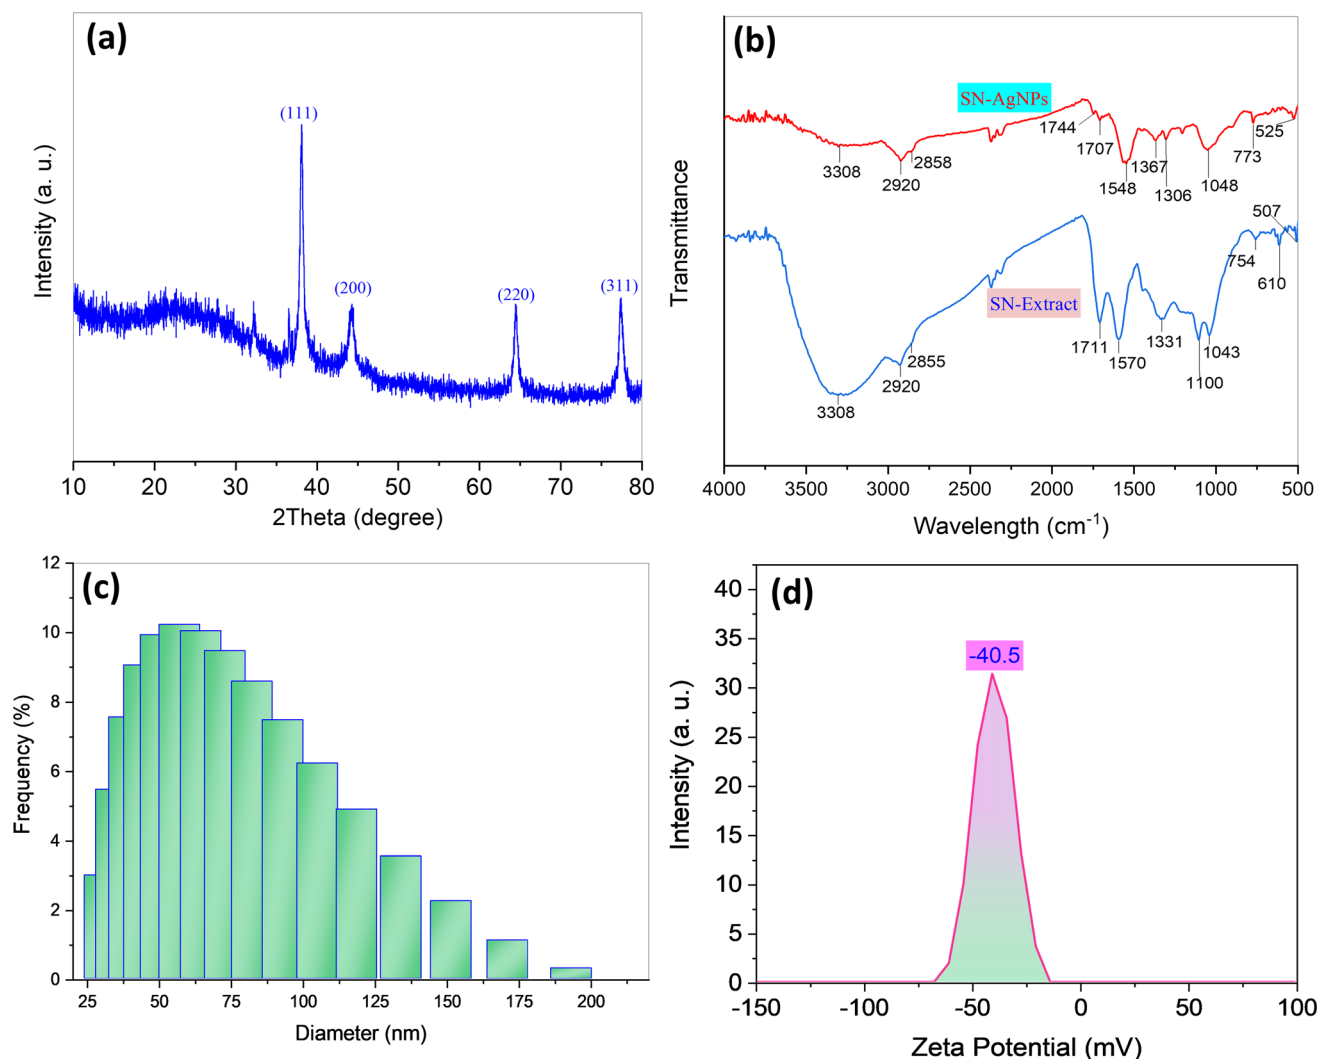 (a)
(111)
(200)
(220)
(311)
Intensity (a. u.)
10 20 30 40 50 60 70 80
2Theta (degree)
(b)
SN-AgNPs
1744
1707
525
3308
2920
2858
1548
1367
1306
1048
773
507
Transmittance
SN-Extract
754
610
1711
1570
1331
1100
1043
2855
2920
3308
4000 3500 3000 2500 2000 1500 1000 500
Wavelength (cm-1)
(c)
12
10
8
6
4
2
0
Frequency (%)
25 50 75 100 125 150 175 200
Diameter (nm)
(d)
-40.5
40
35
30
25
20
15
10
5
0
Intensity (a. u.)
-150 -100 -50 0 50 100
Zeta Potential (mV)